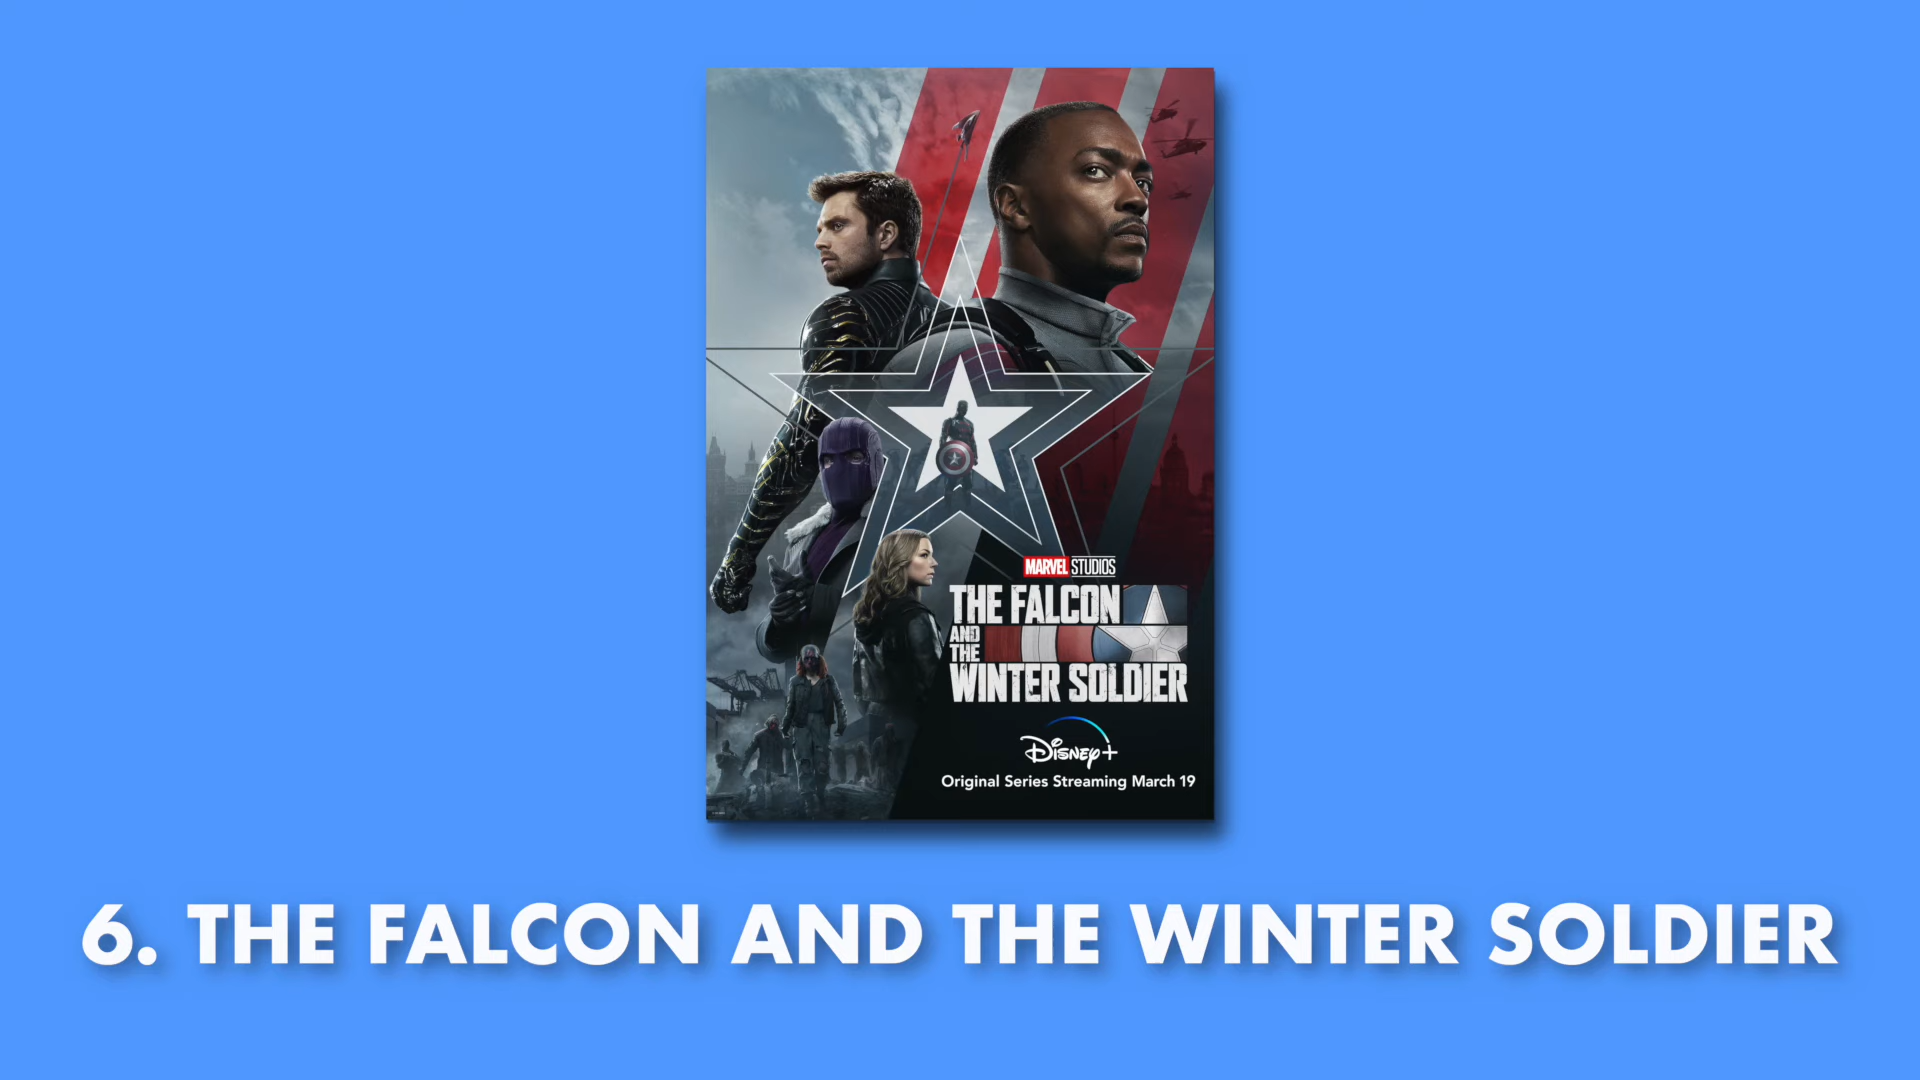 MARVEL STUDIOS
THE FALCON
AND
THE
WINTER SOLDIER
Disney+
Original Series Streaming March 19
6. THE FALCON AND THE WINTER SOLDIER